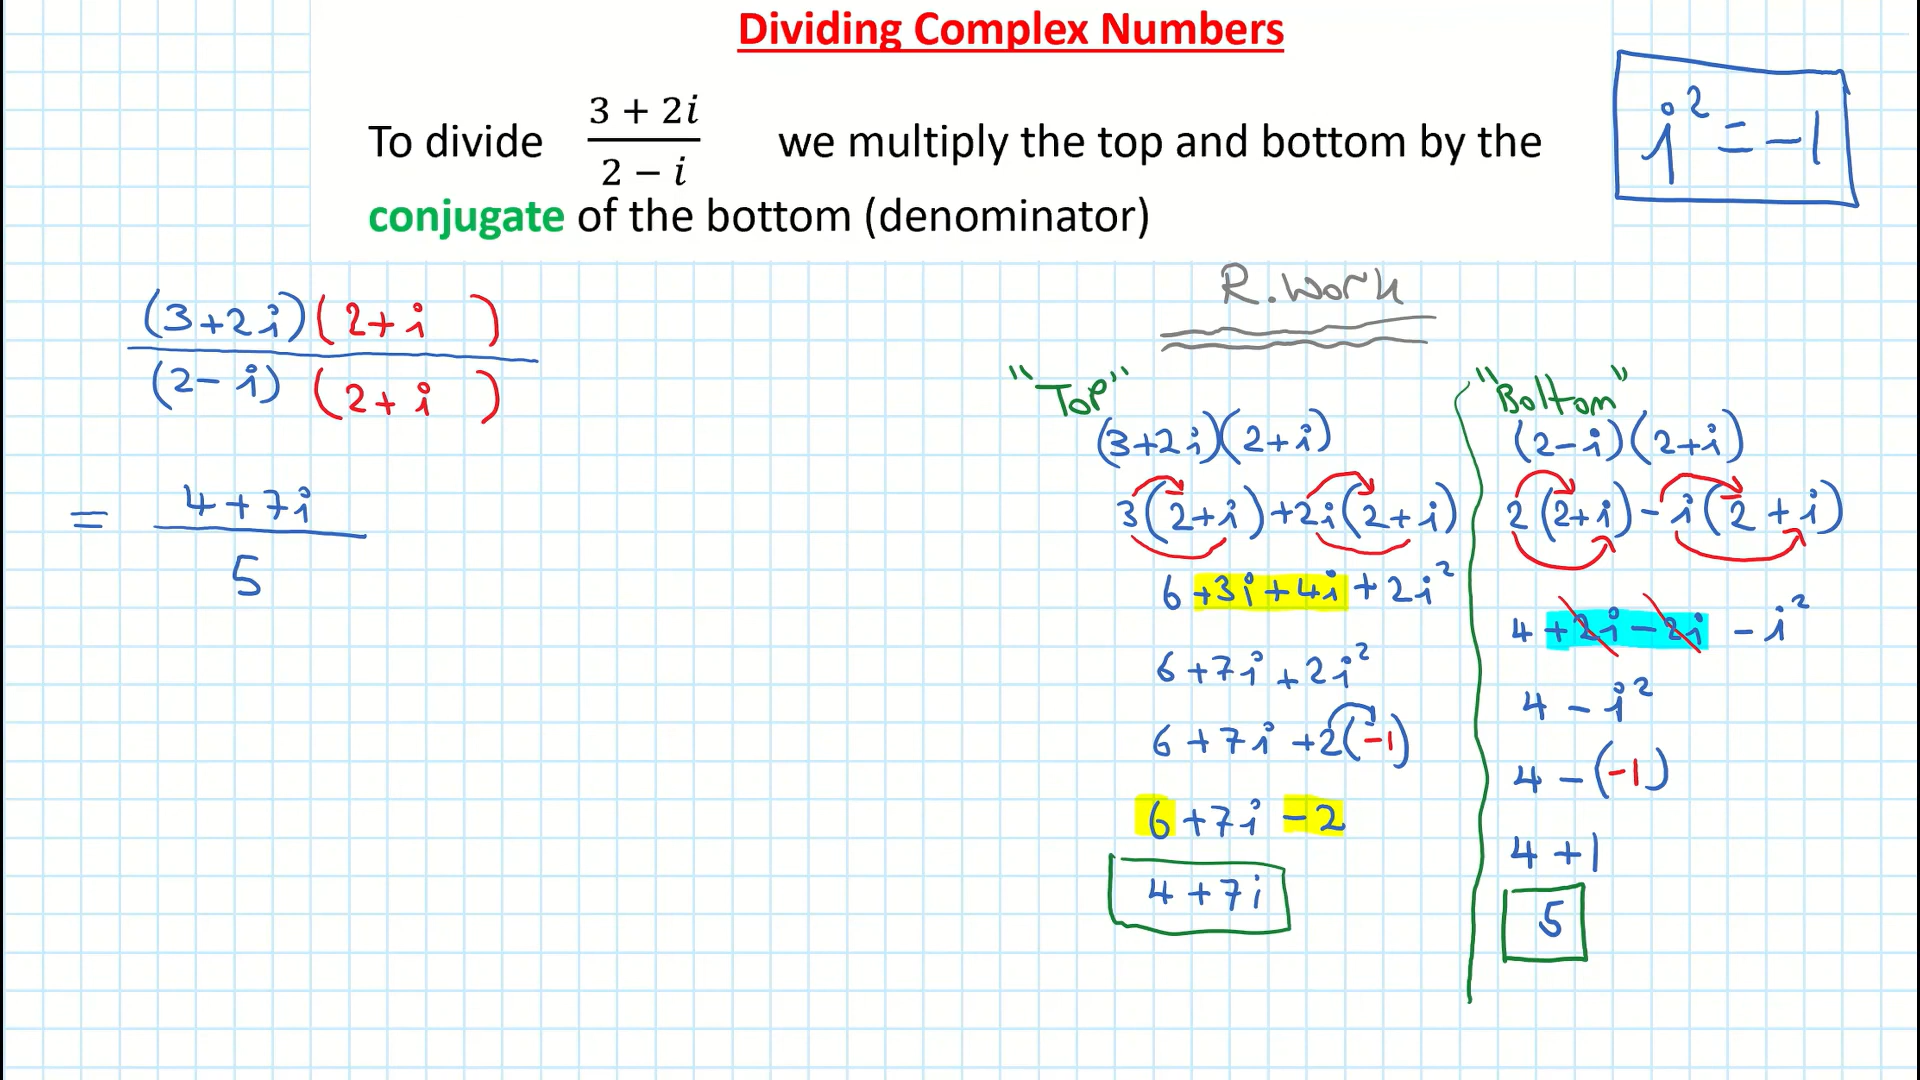 Dividing Complex Numbers
i² = -1
To divide (3 + 2i)/(2 − i) we multiply the top and bottom by the
conjugate of the bottom (denominator)
R.Work
(3+2i)(2+i)
(2-i)(2+i)
= 4+7i
5
"Top"
(3+2i)(2+i)
3(2+i)+2i(2+i)
6+3i+4i+2i²
6+7i+2i²
6+7i+2(-1)
6+7i-2
4+7i
"Bottom"
(2-i)(2+i)
2(2+i)-i(2+i)
4+2i-2i-i²
4-i²
4-(-1)
4+1
5